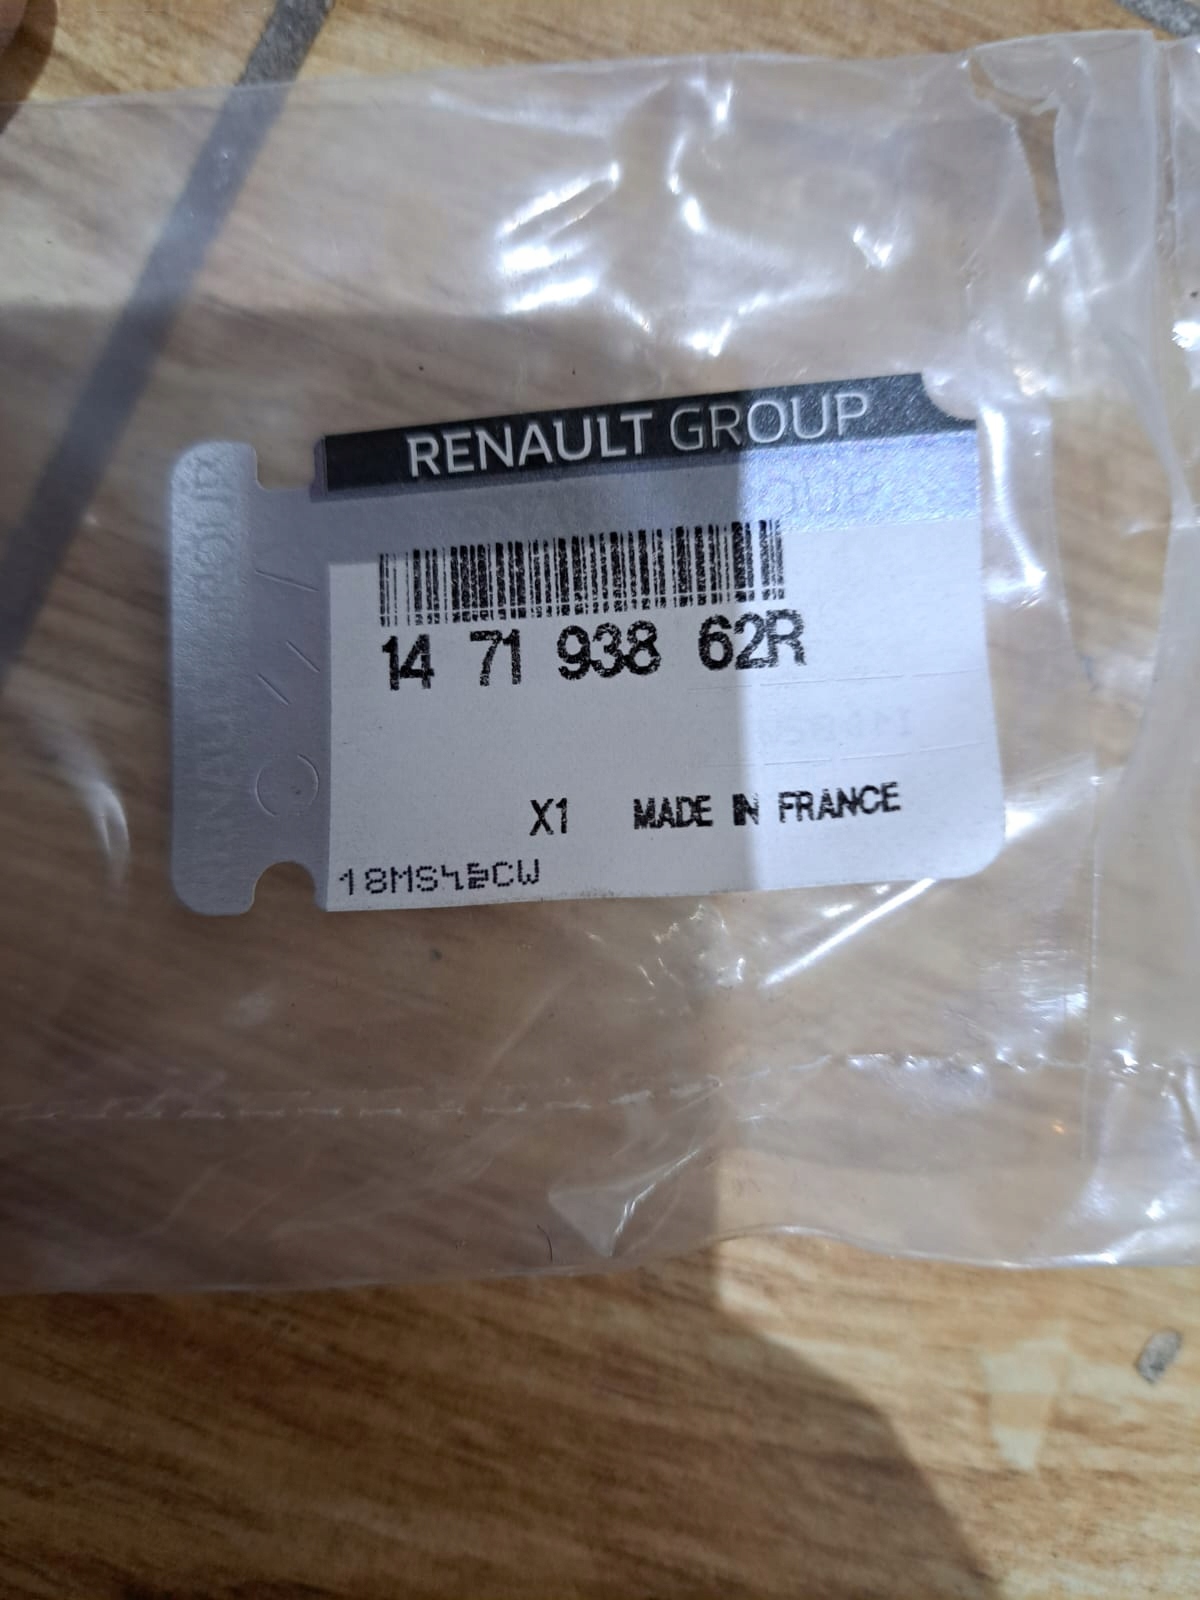 RENAULT GROUP
14 71 938 62R
X1 MADE IN FRANCE